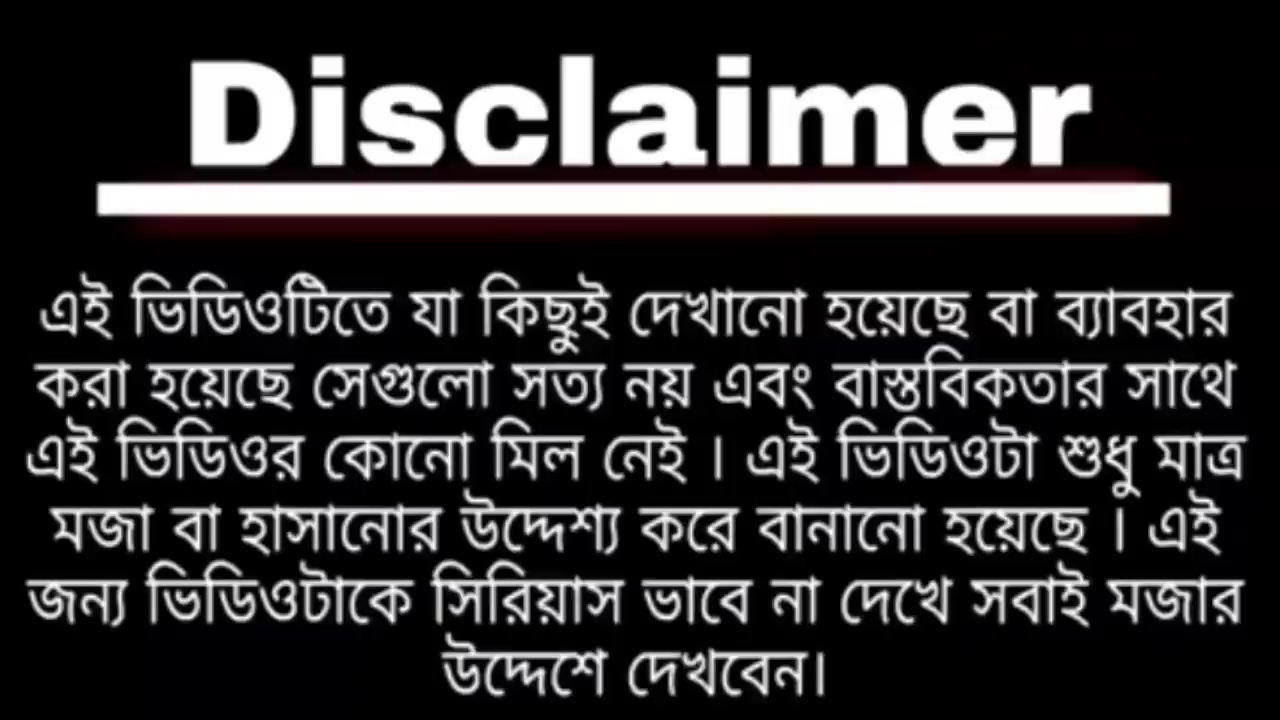 Disclaimer
এই ভিডিওটিতে যা কিছুই দেখানো হয়েছে বা ব্যাবহার
করা হয়েছে সেগুলো সত্য নয় এবং বাস্তবিকতার সাথে
এই ভিডিওর কোনো মিল নেই । এই ভিডিওটা শুধু মাত্র
মজা বা হাসানোর উদ্দেশ্য করে বানানো হয়েছে । এই
জন্য ভিডিওটাকে সিরিয়াস ভাবে না দেখে সবাই মজার
উদ্দেশে দেখবেন।